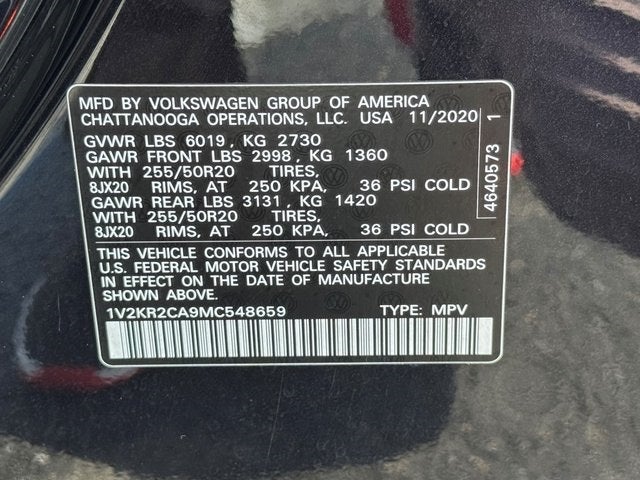 MFD BY VOLKSWAGEN GROUP OF AMERICA
CHATTANOOGA OPERATIONS, LLC. USA 11/2020
GVWR LBS 6019, KG 2730
GAWR FRONT LBS 2998, KG 1360
WITH 255/50R20 TIRES,
8JX20 RIMS, AT 250 KPA, 36 PSI COLD
GAWR REAR LBS 3131, KG 1420
WITH 255/50R20 TIRES,
8JX20 RIMS, AT 250 KPA, 36 PSI COLD
THIS VEHICLE CONFORMS TO ALL APPLICABLE
U.S. FEDERAL MOTOR VEHICLE SAFETY STANDARDS
IN EFFECT ON THE DATE OF MANUFACTURE
SHOWN ABOVE.
1V2KR2CA9MC548659 TYPE: MPV
4640573 1